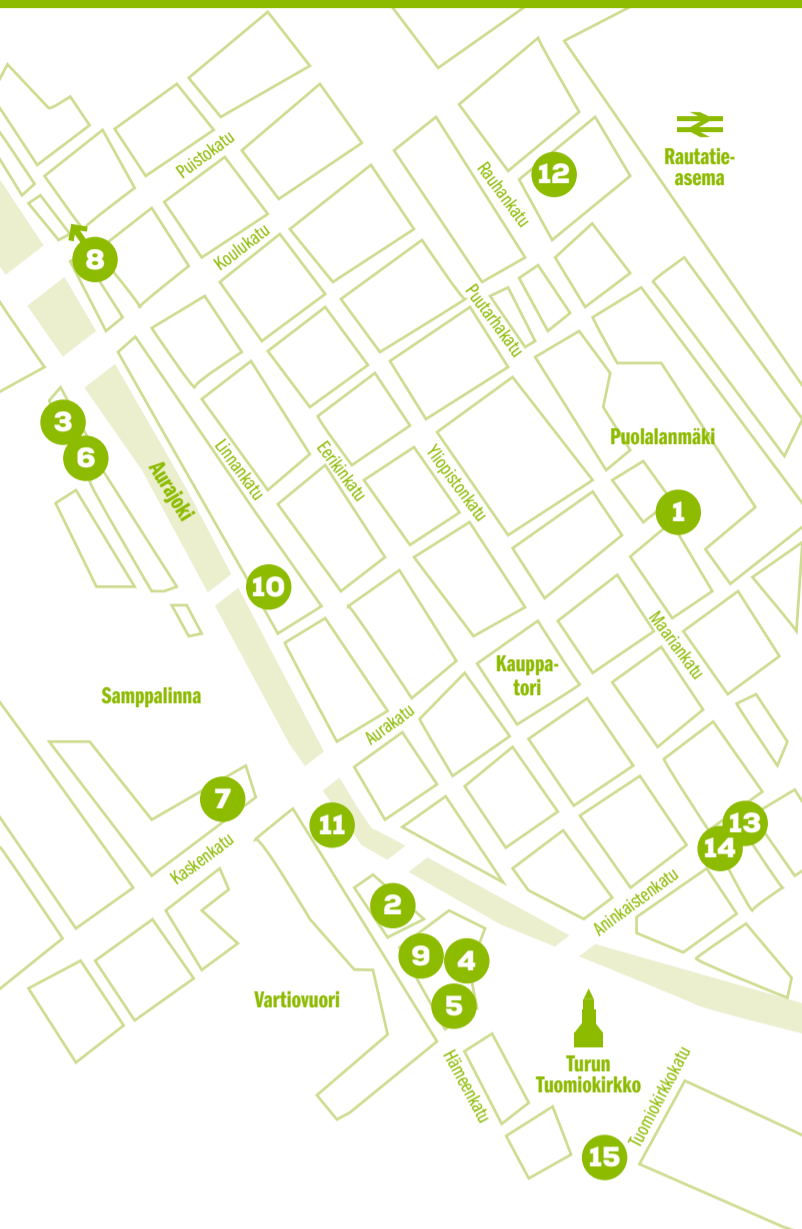 Puistokatu
Rautatie-
asema
12
Rauhankatu
8
Koulukatu
Puutarhakatu
3
6
Puolalanmäki
Aurajoki
Linnankatu
Eerikinkatu
Yliopistonkatu
1
10
Maariankatu
Kauppa-
tori
Samppalinna
Aurakatu
7
11
13
14
Kaskenkatu
2
Aninkaistenkatu
9
4
5
Vartiovuori
Turun
Tuomiokirkko
Hämeenkatu
Tuomiokirkkokatu
15